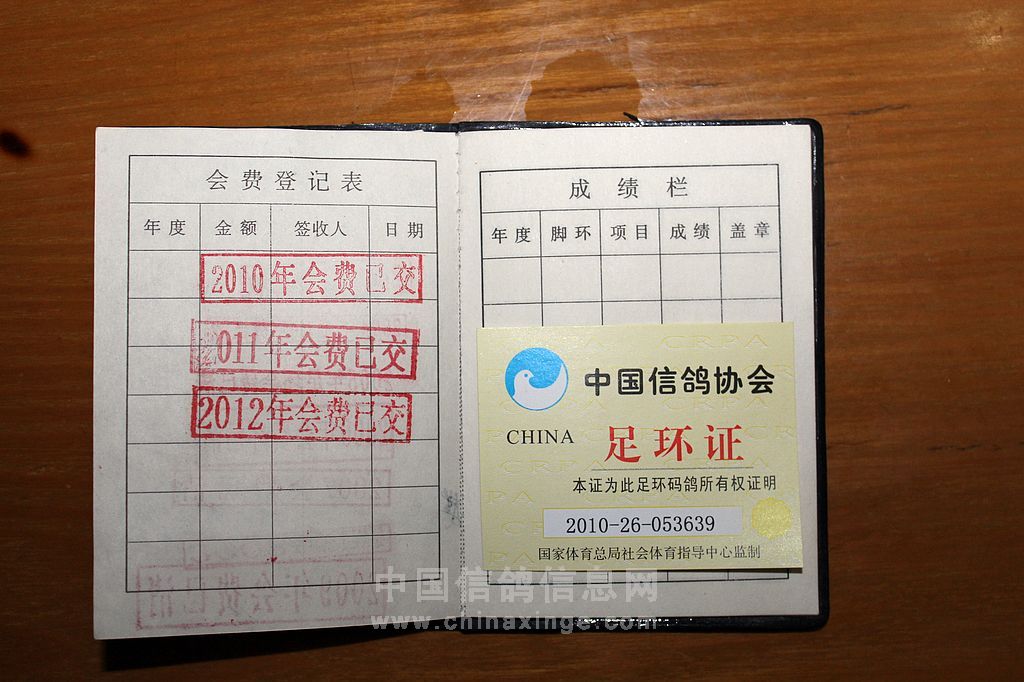 会费登记表
年度 金额 签收人 日期
2010年会费已交
2011年会费已交
2012年会费已交
成绩栏
年度 脚环 项目 成绩 盖章
CRPA
中国信鸽协会
CHINA
足环证
本证为此足环码鸽所有权证明
2010-26-053639
国家体育总局社会体育指导中心监制
中国信鸽信息网
www.chinaxinge.com